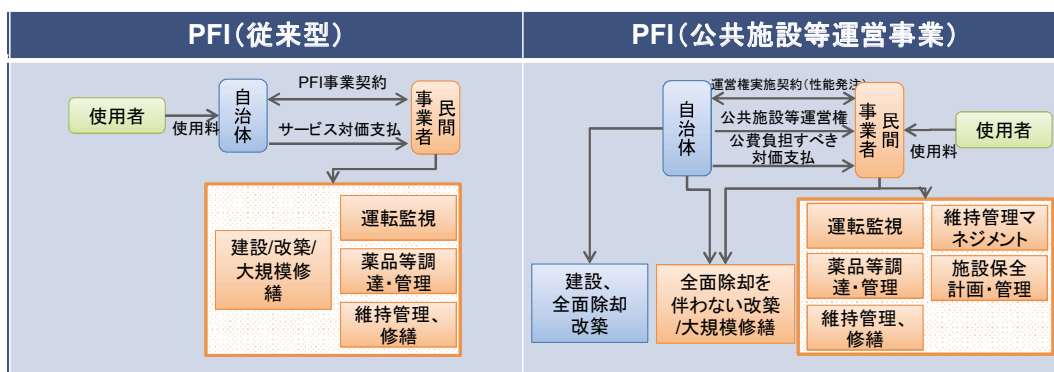 PFI(従来型)
PFI(公共施設等運営事業)
使用者
使用料
自治体
PFI事業契約
サービス対価支払
民間
事業者
建設/改築/
大規模修
繕
運転監視
薬品等調
達・管理
維持管理、
修繕
自治体
運営権実施契約(性能発注)
公共施設等運営権
公費負担すべき
対価支払
民間
事業者
使用料
使用者
建設、
全面除却
改築
全面除却を
伴わない改築
/大規模修繕
運転監視
薬品等調
達・管理
維持管理、
修繕
維持管理マ
ネジメント
施設保全
計画・管理